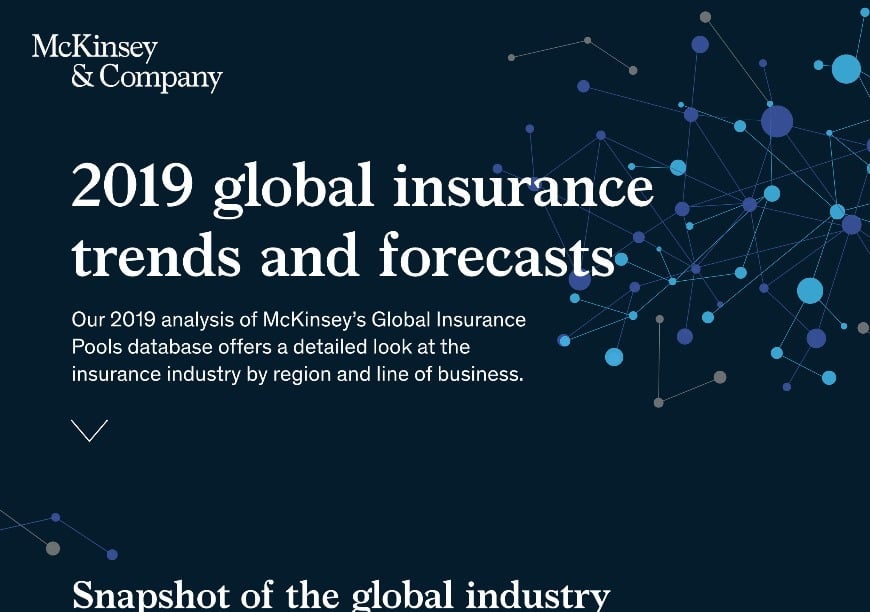 McKinsey
& Company
2019 global insurance
trends and forecasts
Our 2019 analysis of McKinsey’s Global Insurance
Pools database offers a detailed look at the
insurance industry by region and line of business.
Snapshot of the global industry